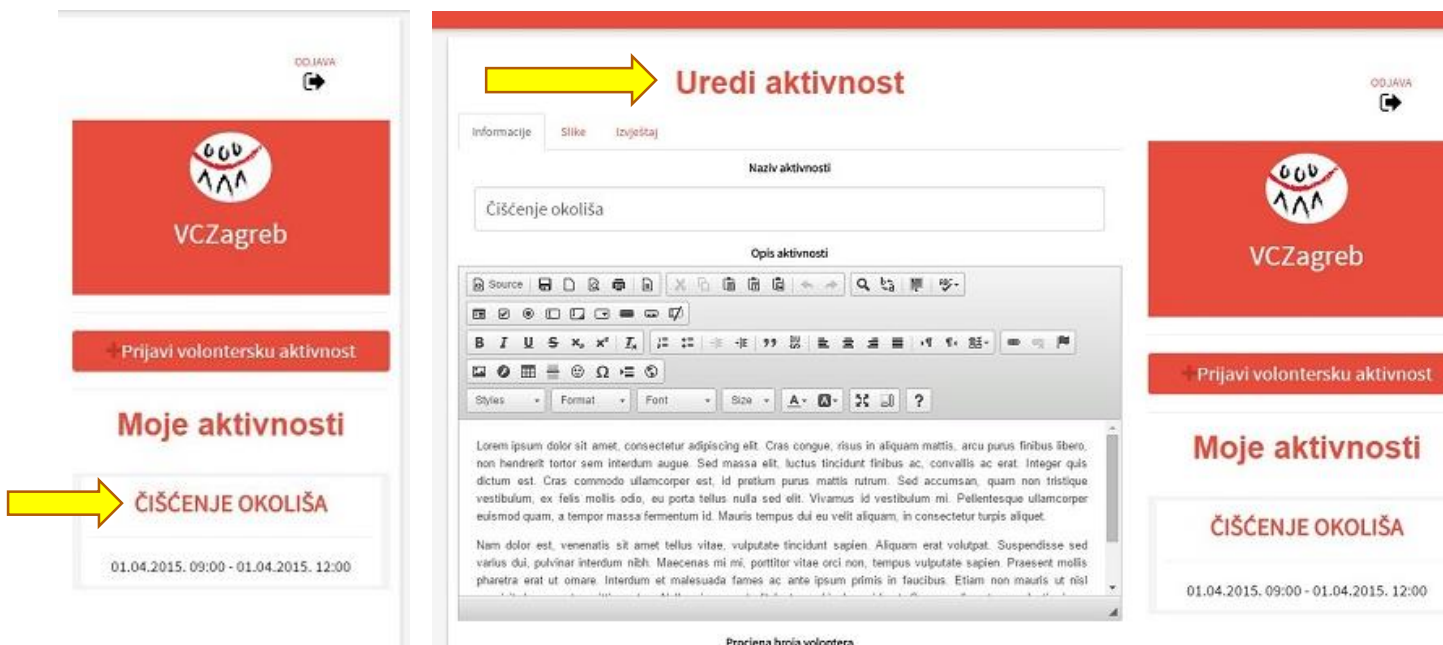 ODJAVA
VCZagreb
Prijavi volontersku aktivnost
Moje aktivnosti
ČIŠĆENJE OKOLIŠA
01.04.2015. 09:00 - 01.04.2015. 12:00
Uredi aktivnost
Informacije Slike Izvještaj
Naziv aktivnosti
Čišćenje okoliša
Opis aktivnosti
Source
B I U S x₂ x² Iₓ
Styles Format Font Size A A ?
Lorem ipsum dolor sit amet, consectetur adipiscing elit. Cras congue, risus in aliquam mattis, arcu purus finibus libero,
non hendrerit tortor sem interdum augue. Sed massa elit, luctus tincidunt finibus ac, convallis ac erat. Integer quis
dictum est. Cras commodo ullamcorper est, id pretium purus mattis rutrum. Sed accumsan, quam non tristique
vestibulum, ex felis mollis odio, eu porta tellus nulla sed elit. Vivamus id vestibulum mi. Pellentesque ullamcorper
euismod quam, a tempor massa fermentum id. Mauris tempus dui eu velit aliquam, in consectetur turpis aliquet.
Nam dolor est, venenatis sit amet tellus vitae, vulputate tincidunt sapien. Aliquam erat volutpat. Suspendisse sed
varius dui, pulvinar interdum nibh. Maecenas mi mi, porttitor vitae orci non, tempus vulputate sapien. Praesent mollis
pharetra erat ut ornare. Interdum et malesuada fames ac ante ipsum primis in faucibus. Etiam non mauris ut nisl
Procjena broja volontera
ODJAVA
VCZagreb
Prijavi volontersku aktivnost
Moje aktivnosti
ČIŠĆENJE OKOLIŠA
01.04.2015. 09:00 - 01.04.2015. 12:00